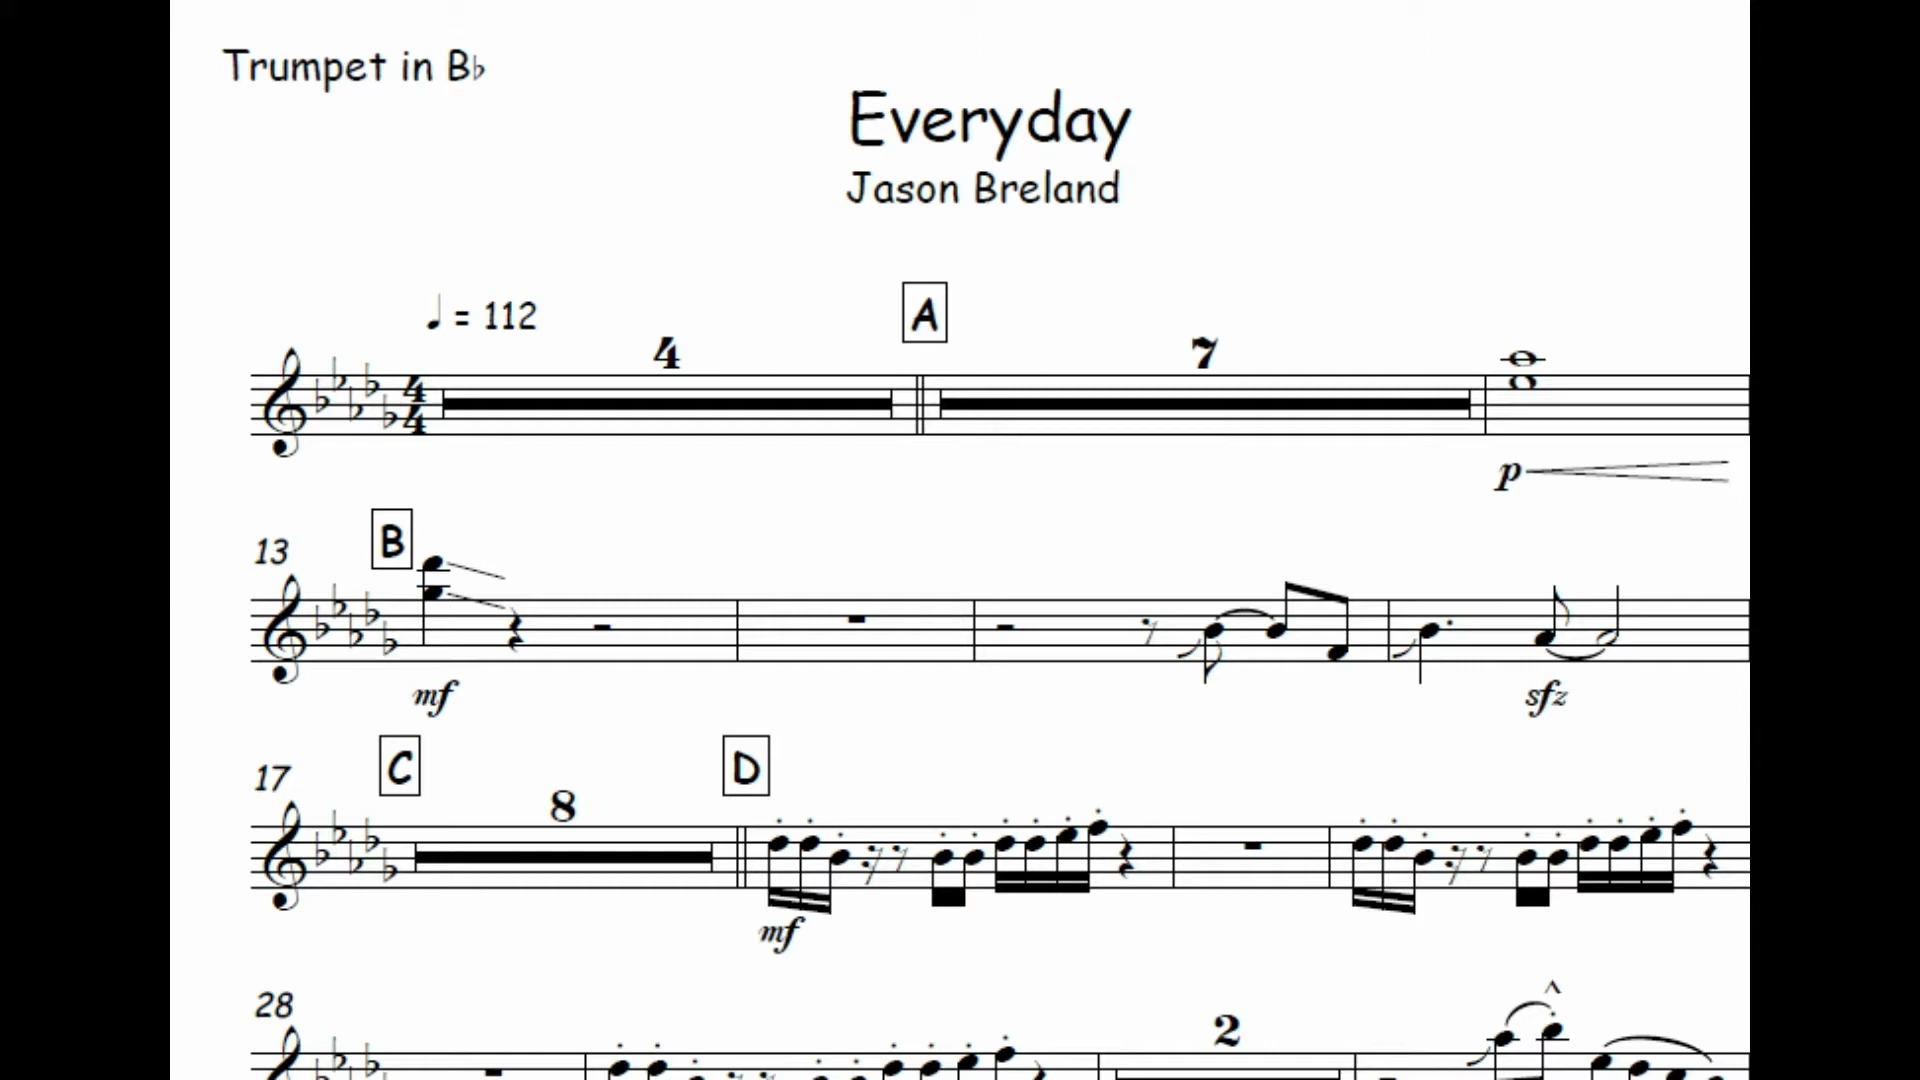 Trumpet in B♭
Everyday
Jason Breland
♩ = 112
A
4 7
p
13 B
mf sfz
17 C D
8
mf
28
2